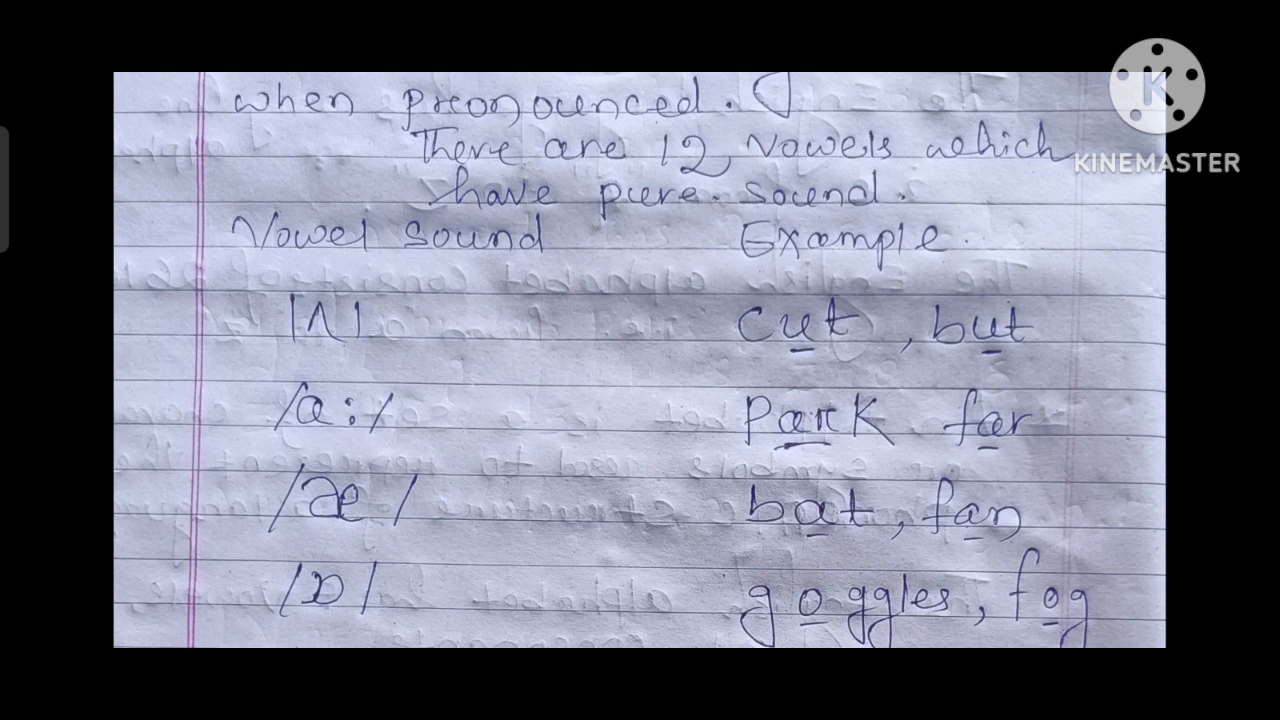 when pronounced.
There are 12, vowels which
have pure. sound.
Vowel sound Example.
/ʌ/ cut, but
/a:/ Park far
/æ/ bat, fan
/ɒ/ goggles, fog
KINEMASTER